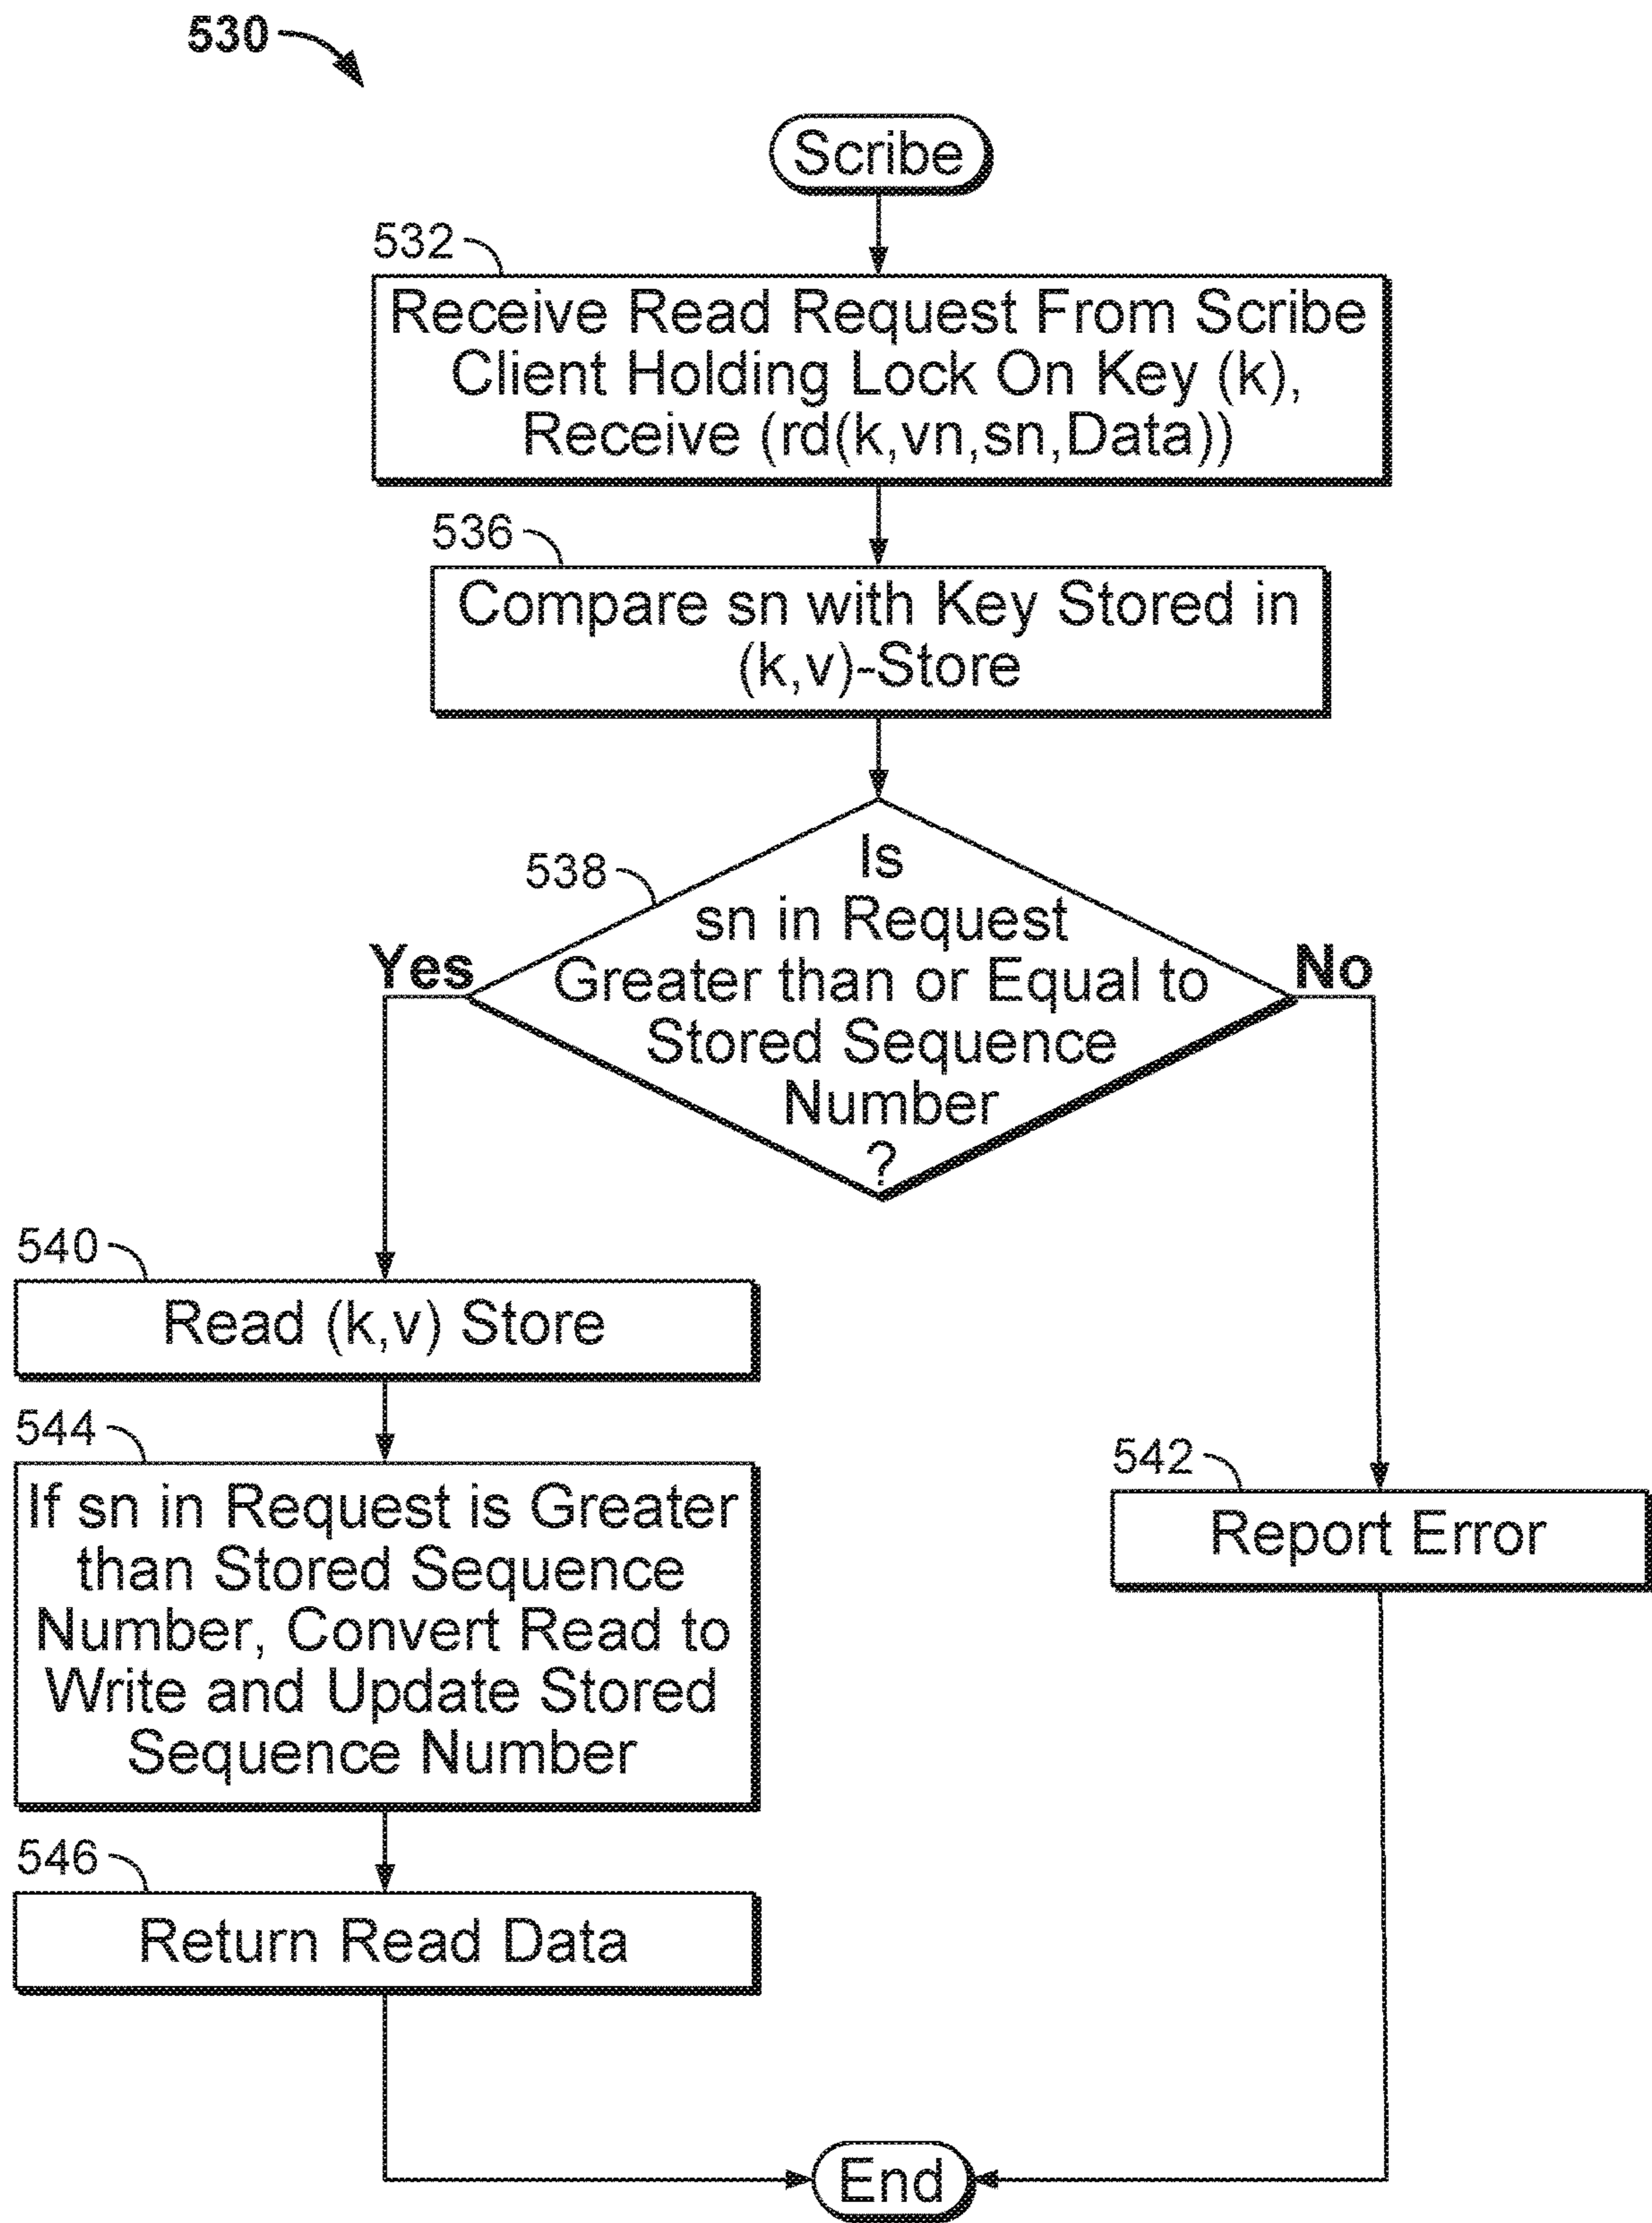 530
Scribe
532
Receive Read Request From Scribe
Client Holding Lock On Key (k),
Receive (rd(k,vn,sn,Data))
536
Compare sn with Key Stored in
(k,v)-Store
538
Is
sn in Request
Greater than or Equal to
Stored Sequence
Number
?
Yes
No
540
Read (k,v) Store
544
If sn in Request is Greater
than Stored Sequence
Number, Convert Read to
Write and Update Stored
Sequence Number
542
Report Error
546
Return Read Data
End